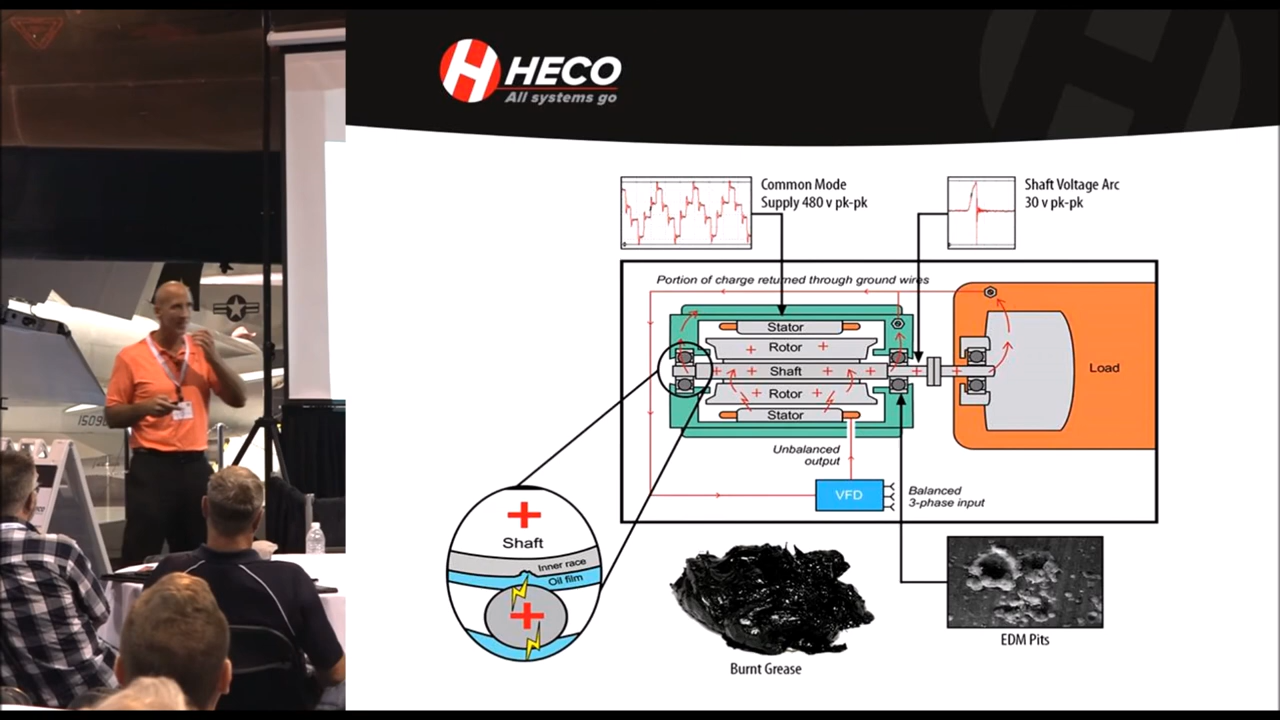 HECO
All systems go
Common Mode
Supply 480 v pk-pk
Shaft Voltage Arc
30 v pk-pk
Portion of charge returned through ground wires
Stator
Rotor
Shaft
Load
Rotor
Stator
Unbalanced
output
VFD
Balanced
3-phase input
Shaft
Inner race
Oil film
Burnt Grease
EDM Pits